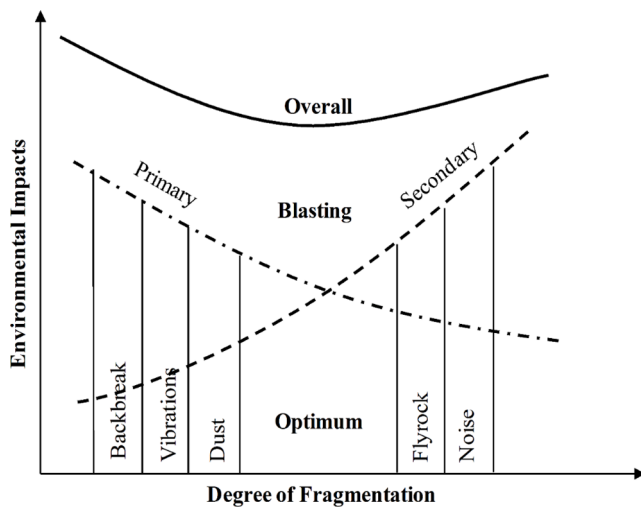 Overall
Primary
Secondary
Blasting
Environmental Impacts
Backbreak
Vibrations
Dust
Optimum
Flyrock
Noise
Degree of Fragmentation